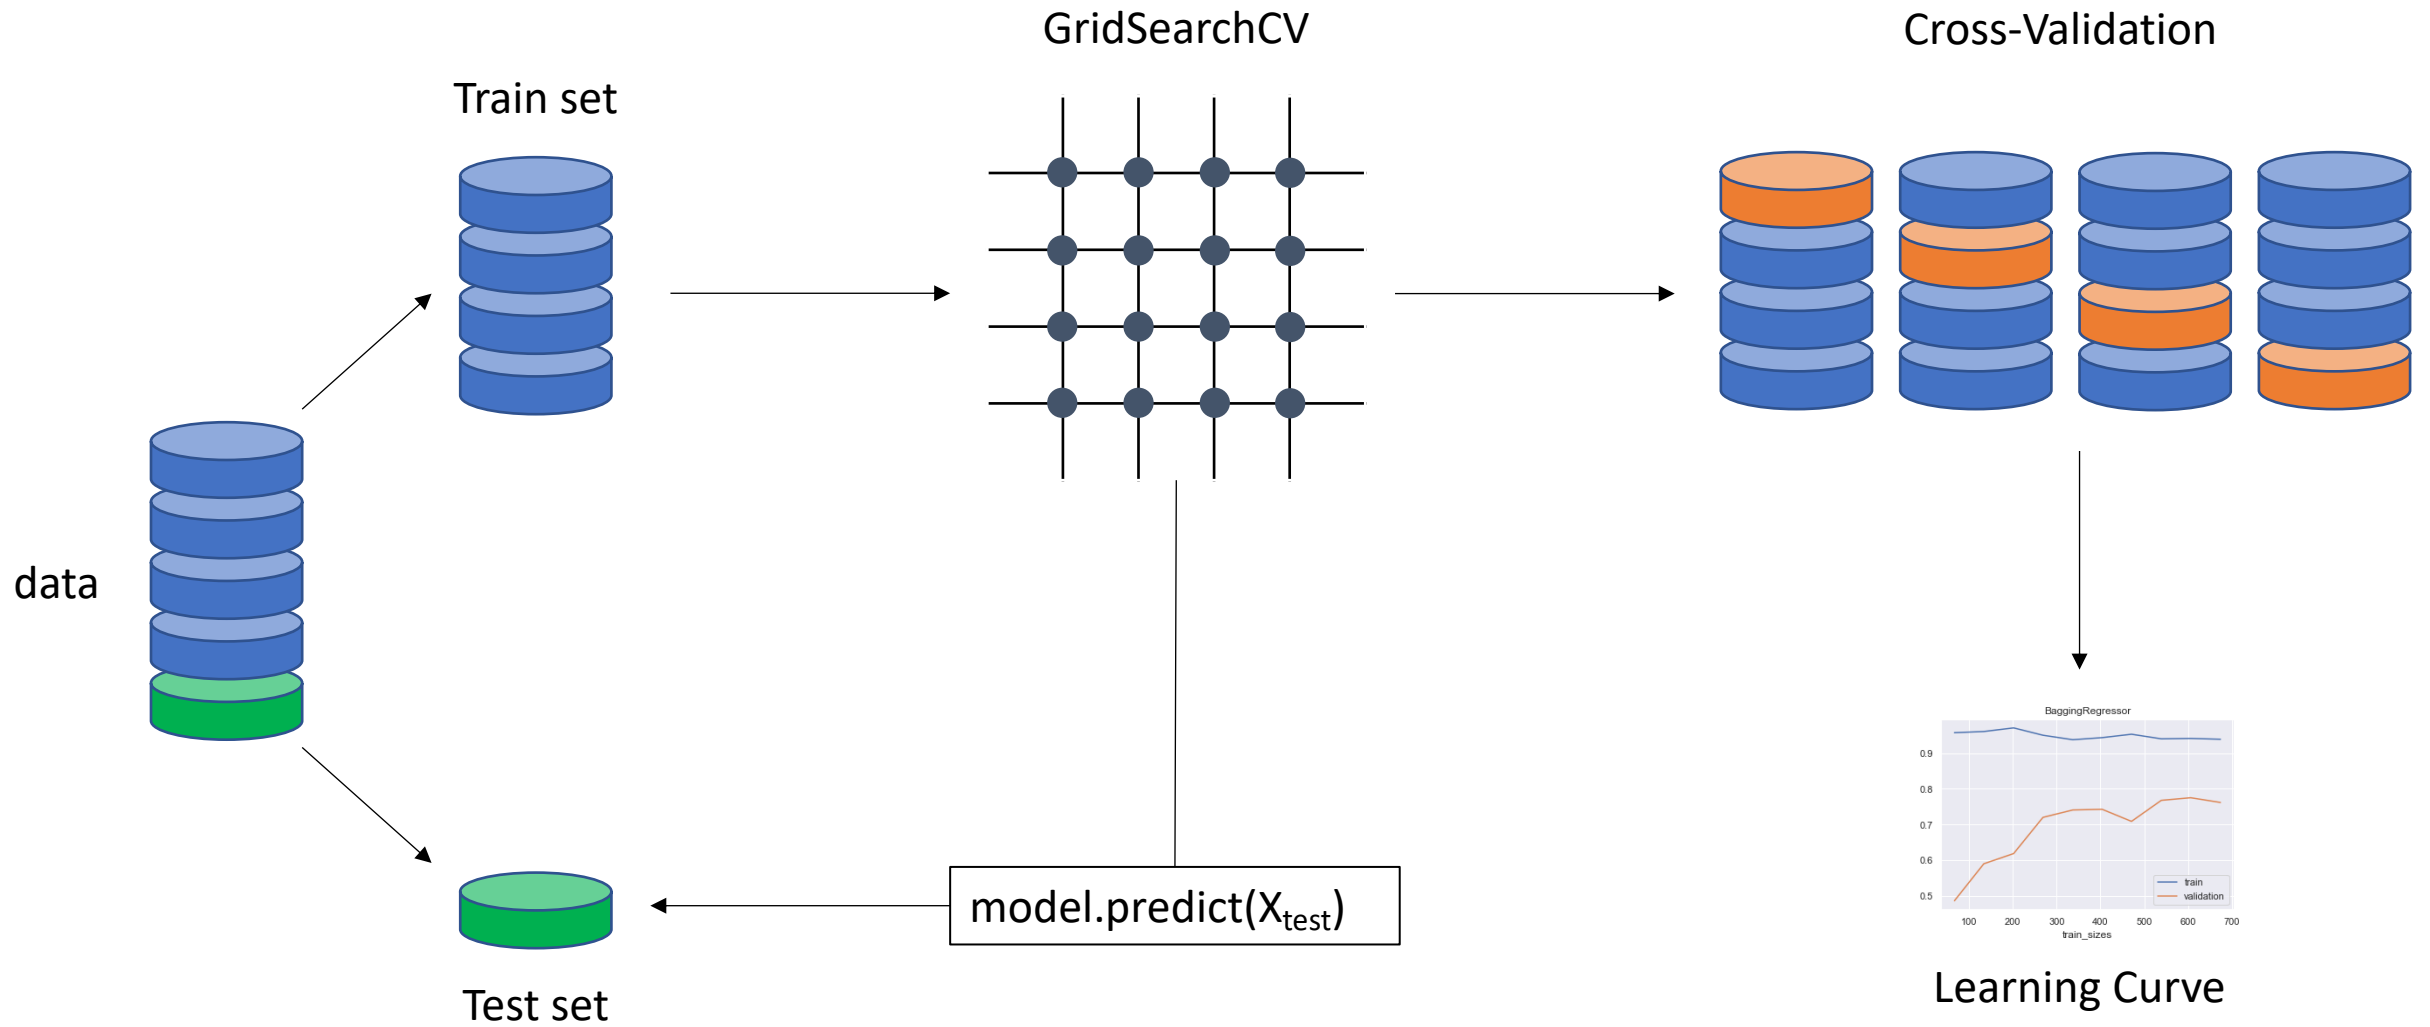 GridSearchCV
Cross-Validation
Train set
data
model.predict(X_test)
Test set
BaggingRegressor
0.9
0.8
0.7
0.6
0.5
train
validation
100 200 300 400 500 600 700
train_sizes
Learning Curve